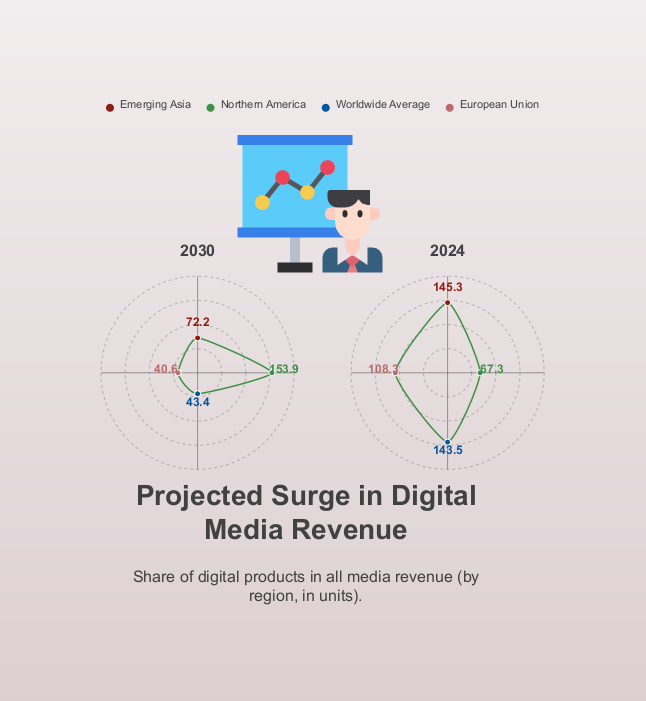 Emerging Asia
Northern America
Worldwide Average
European Union
2030
2024
72.2
40.6
153.9
43.4
145.3
108.3
67.3
143.5
Projected Surge in Digital
Media Revenue
Share of digital products in all media revenue (by
region, in units).